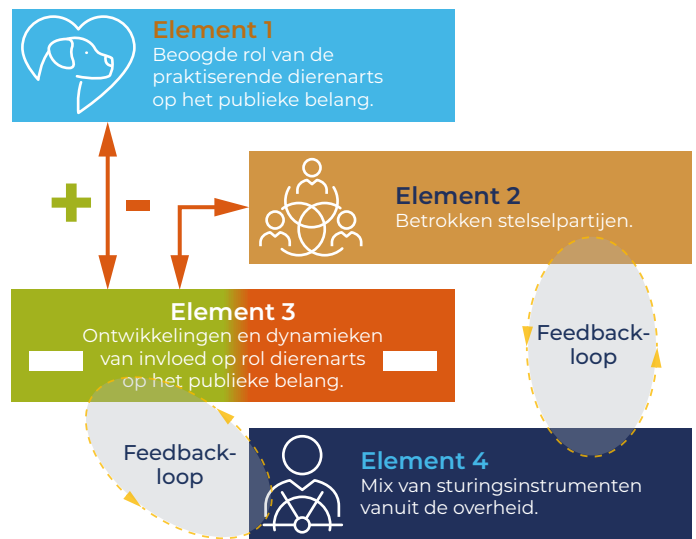 Element 1
Beoogde rol van de
praktiserende dierenarts
op het publieke belang.
+ -
Element 2
Betrokken stelselpartijen.
Element 3
Ontwikkelingen en dynamieken
van invloed op rol dierenarts
op het publieke belang.
Feedback-
loop
Feedback-
loop
Element 4
Mix van sturingsinstrumenten
vanuit de overheid.